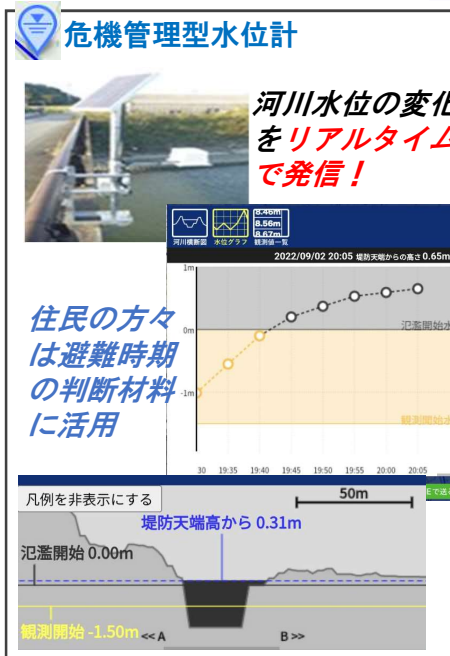 危機管理型水位計
河川水位の変化
をリアルタイム
で発信！
8.46m
8.56m
8.67m
河川横断図 水位グラフ 観測値一覧
2022/09/02 20:05 堤防天端からの高さ 0.65m
1m
0m
氾濫開始水
-1m
観測開始水
30 19:35 19:40 19:45 19:50 19:55 20:00 20:05
住民の方々
は避難時期
の判断材料
に活用
Eで送
凡例を非表示にする
50m
堤防天端高から 0.31m
氾濫開始 0.00m
観測開始 -1.50m
<<A
B>>